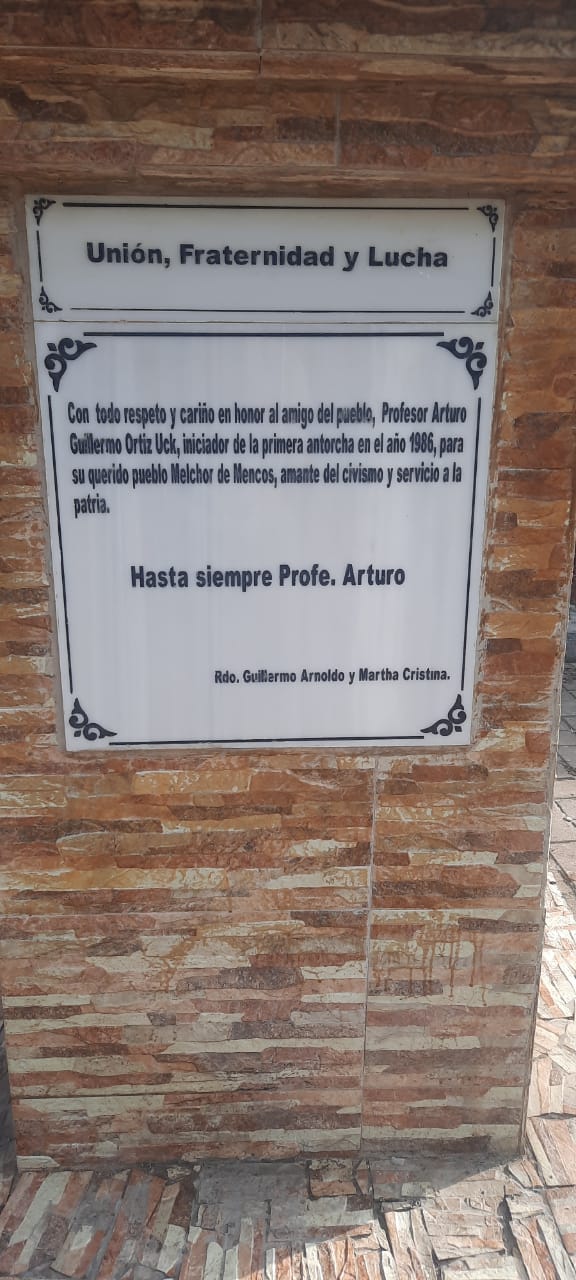 Unión, Fraternidad y Lucha
Con todo respeto y cariño en honor al amigo del pueblo, Profesor Arturo
Guillermo Ortiz Uck, iniciador de la primera antorcha en el año 1986, para
su querido pueblo Melchor de Mencos, amante del civismo y servicio a la
patria.
Hasta siempre Profe. Arturo
Rdo. Guillermo Arnoldo y Martha Cristina.